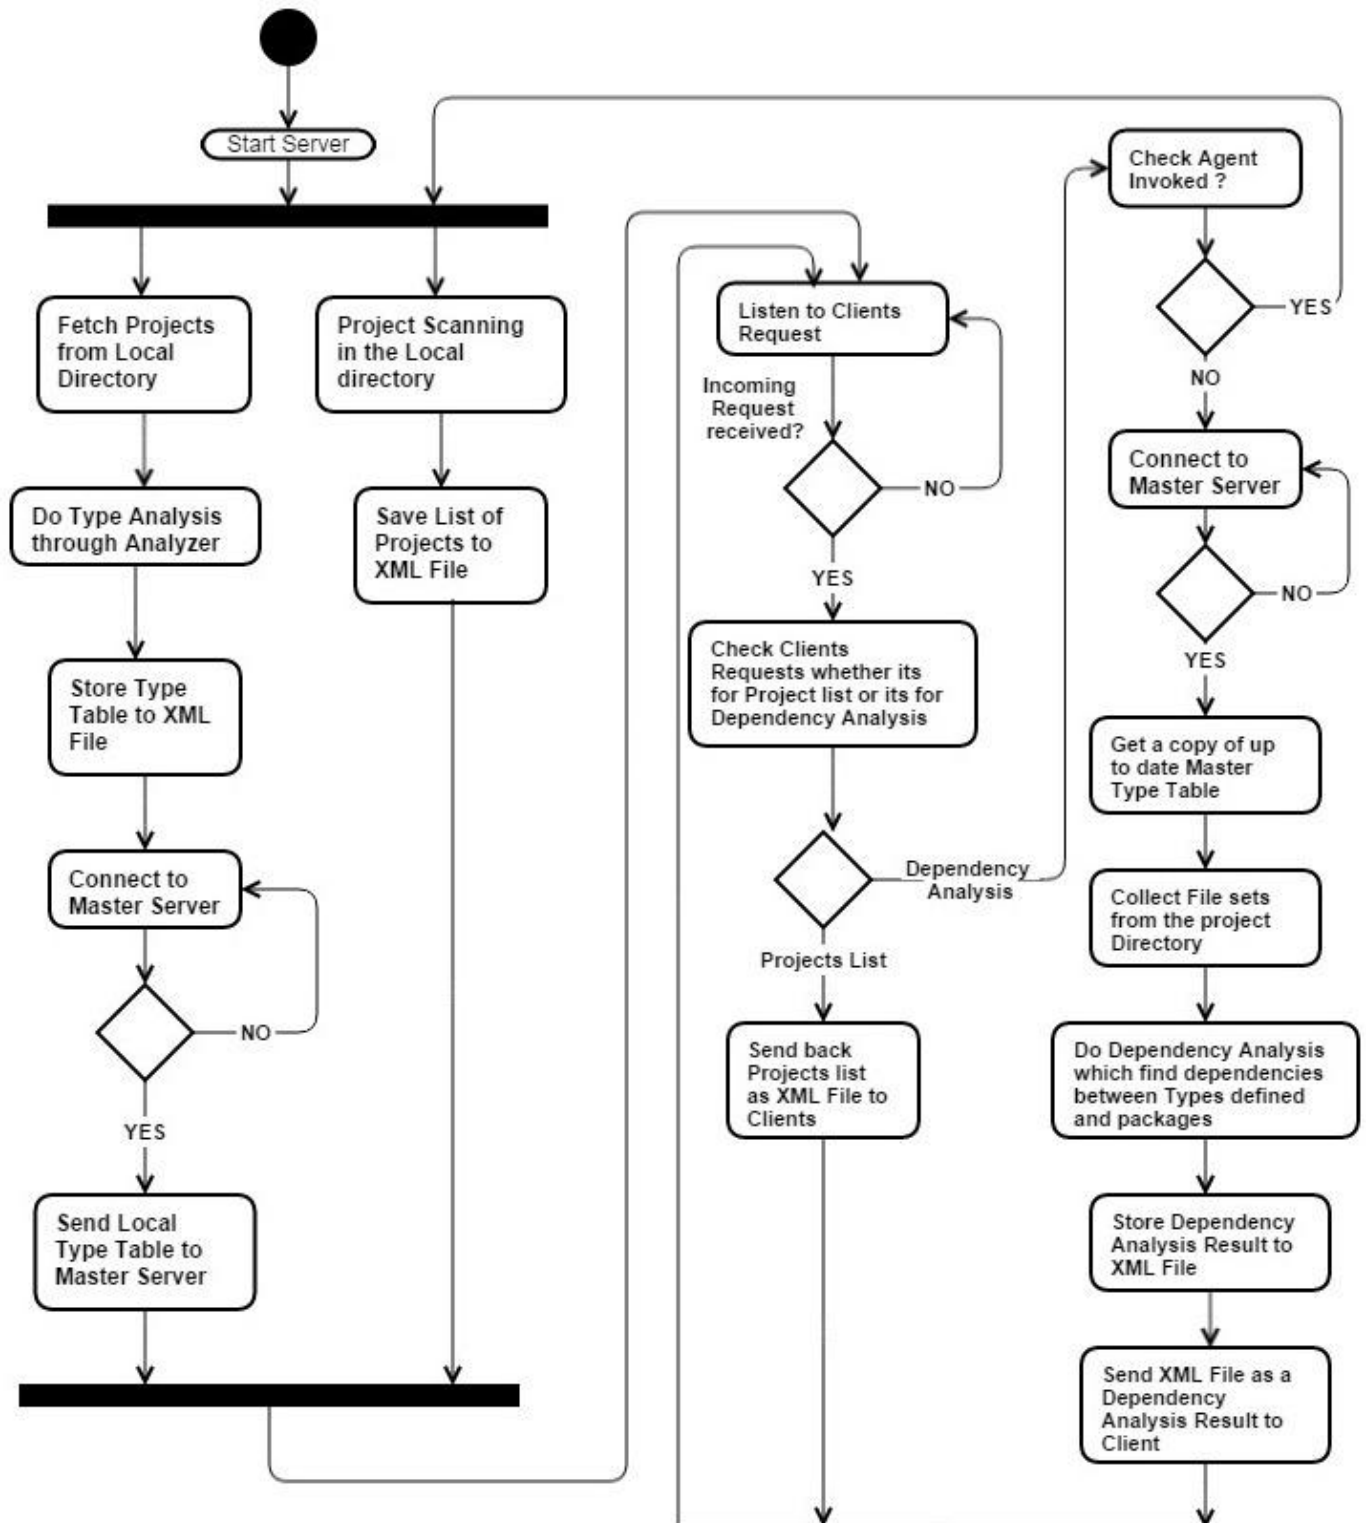 Start Server
Fetch Projects
from Local
Directory
Do Type Analysis
through Analyzer
Store Type
Table to XML
File
Connect to
Master Server
NO
YES
Send Local
Type Table to
Master Server
Project Scanning
in the Local
directory
Save List of
Projects to
XML File
Listen to Clients
Request
Incoming
Request
received?
NO
YES
Check Clients
Requests whether its
for Project list or its for
Dependency Analysis
Dependency
Analysis
Projects List
Send back
Projects list
as XML File to
Clients
Check Agent
Invoked ?
YES
NO
Connect to
Master Server
NO
YES
Get a copy of up
to date Master
Type Table
Collect File sets
from the project
Directory
Do Dependency Analysis
which find dependencies
between Types defined
and packages
Store Dependency
Analysis Result to
XML File
Send XML File as a
Dependency
Analysis Result to
Client